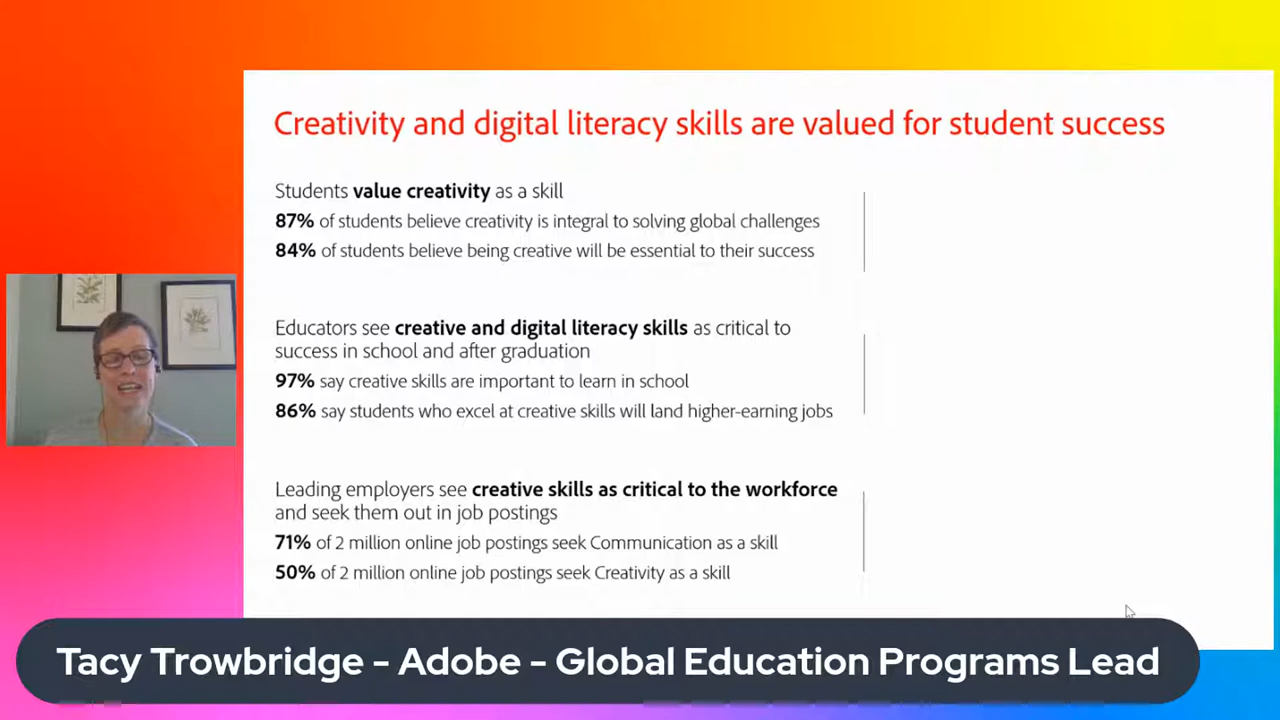 Creativity and digital literacy skills are valued for student success
Students value creativity as a skill
87% of students believe creativity is integral to solving global challenges
84% of students believe being creative will be essential to their success
Educators see creative and digital literacy skills as critical to
success in school and after graduation
97% say creative skills are important to learn in school
86% say students who excel at creative skills will land higher-earning jobs
Leading employers see creative skills as critical to the workforce
and seek them out in job postings
71% of 2 million online job postings seek Communication as a skill
50% of 2 million online job postings seek Creativity as a skill
Tacy Trowbridge - Adobe - Global Education Programs Lead